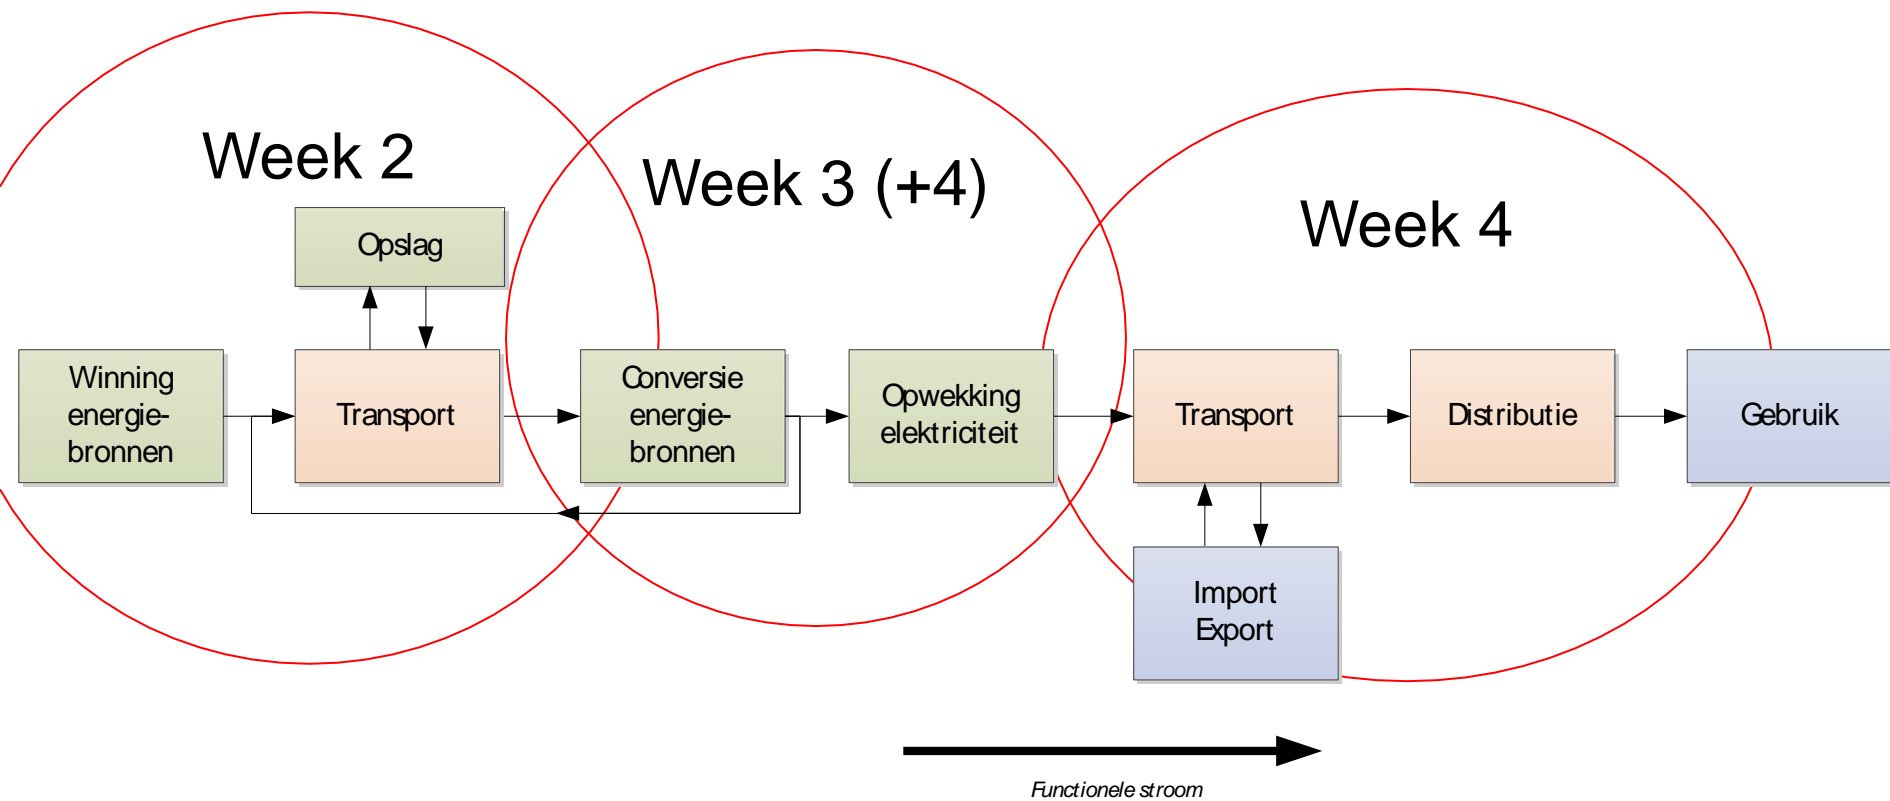 Week 2
Week 3 (+4)
Week 4
Opslag
Winning
energie-
bronnen
Transport
Conversie
energie-
bronnen
Opwekking
elektriciteit
Transport
Distributie
Gebruik
Import
Export
Functionele stroom